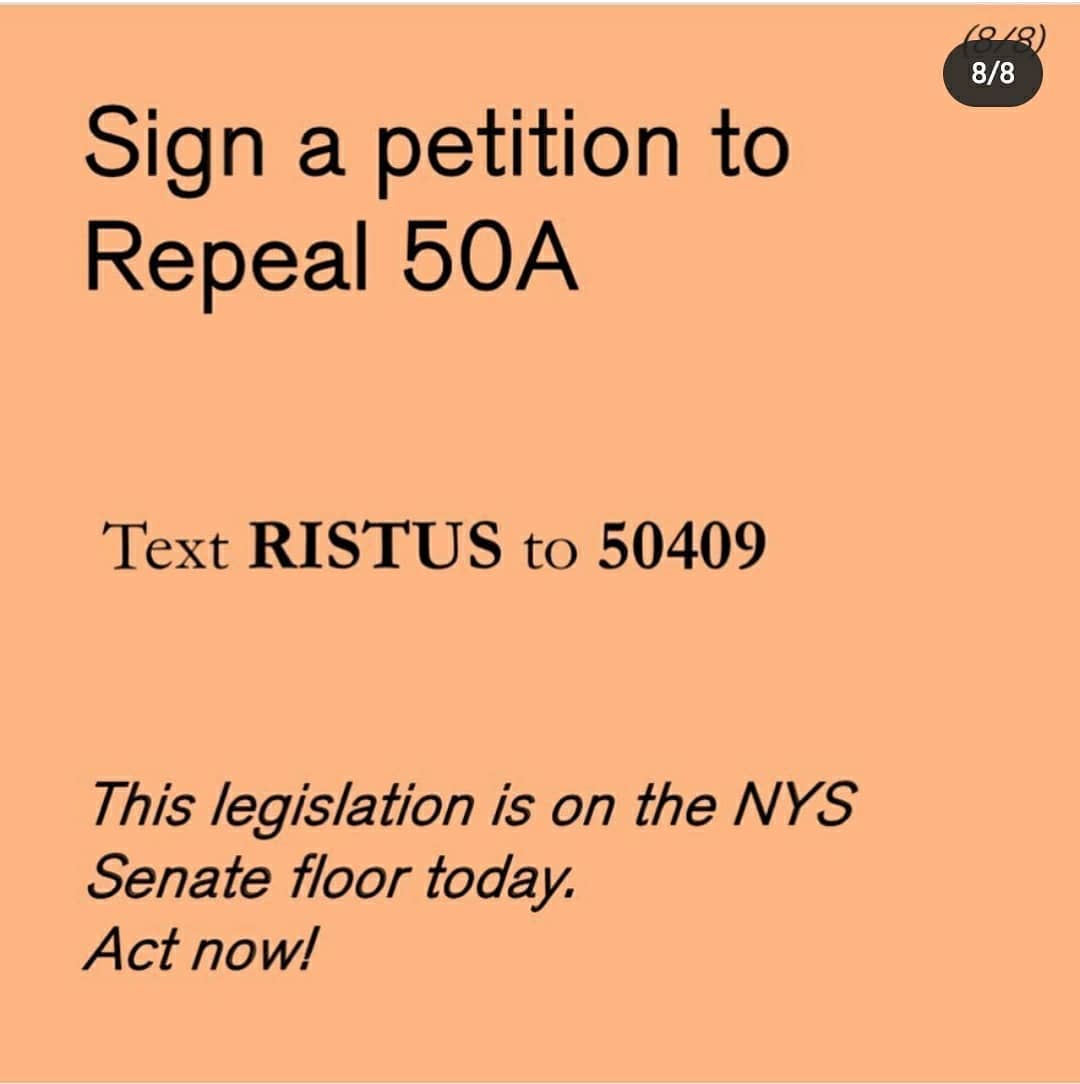 (8/8)
8/8
Sign a petition to
Repeal 50A
Text RISTUS to 50409
This legislation is on the NYS
Senate floor today.
Act now!